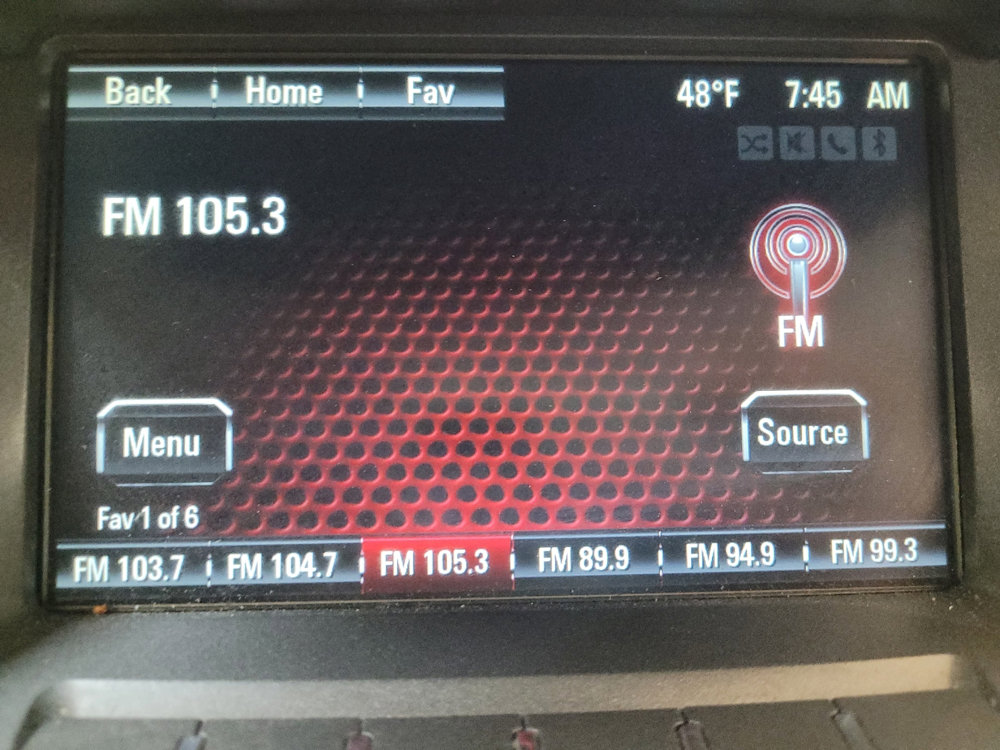 Back Home Fav 48°F 7:45 AM
FM 105.3
FM
Menu Source
Fav 1 of 6
FM 103.7 FM 104.7 FM 105.3 FM 89.9 FM 94.9 FM 99.3